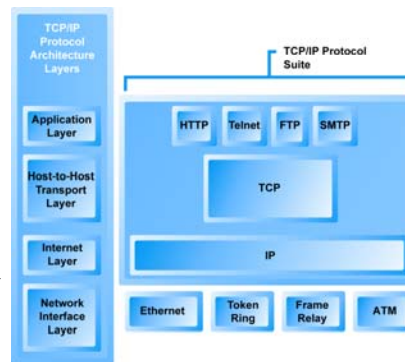 TCP/IP
Protocol
Architecture
Layers
TCP/IP Protocol
Suite
Application
Layer
HTTP
Telnet
FTP
SMTP
Host-to-Host
Transport
Layer
TCP
Internet
Layer
IP
Network
Interface
Layer
Ethernet
Token
Ring
Frame
Relay
ATM